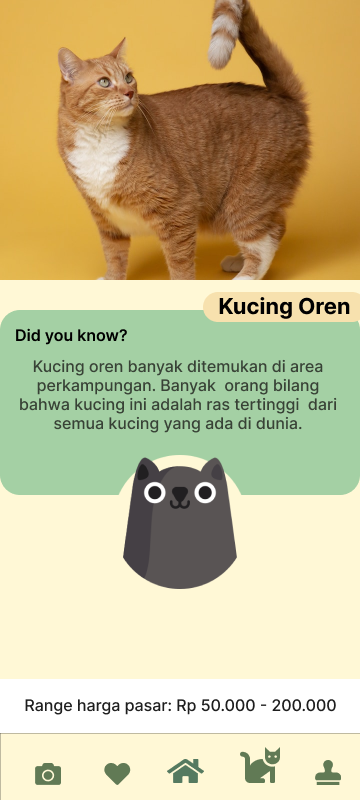 Kucing Oren
Did you know?
Kucing oren banyak ditemukan di area
perkampungan. Banyak  orang bilang
bahwa kucing ini adalah ras tertinggi  dari
semua kucing yang ada di dunia.
Range harga pasar: Rp 50.000 - 200.000